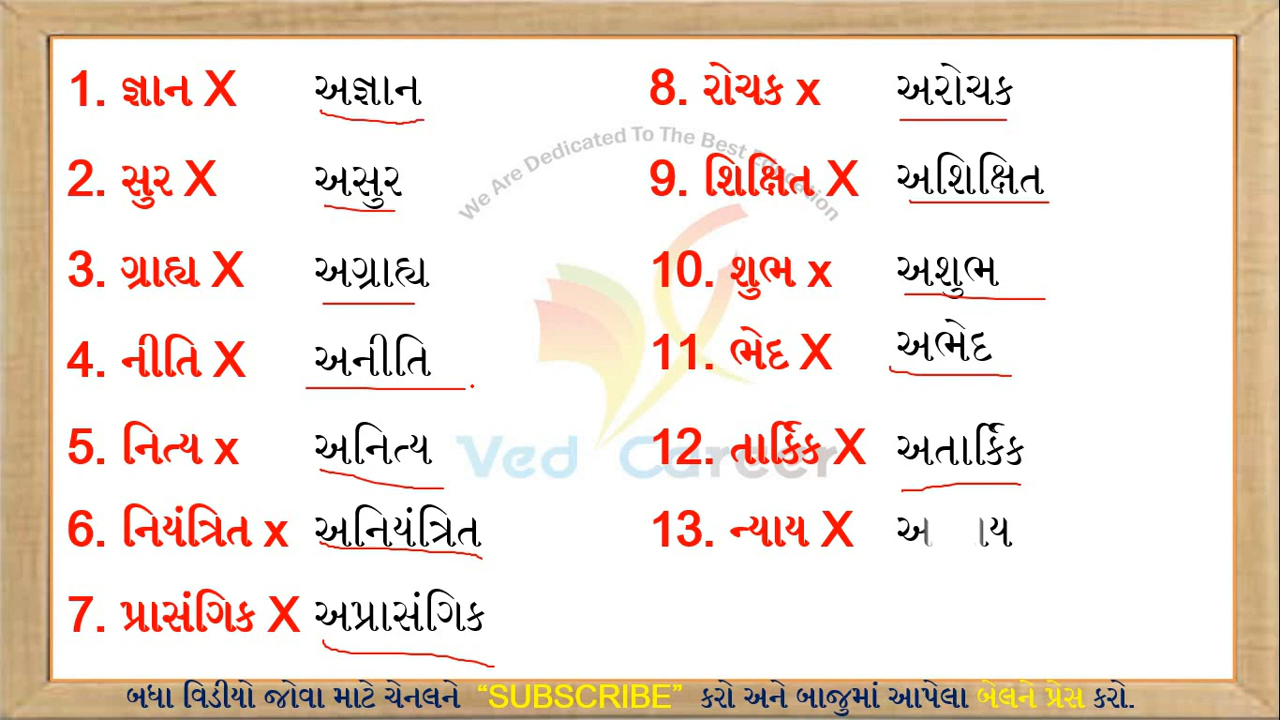 1. જ્ઞાન X અજ્ઞાન
2. સુર X અસુર
3. ગ્રાહ્ય X અગ્રાહ્ય
4. નીતિ X અનીતિ
5. નિત્ય x અનિત્ય
6. નિયંત્રિત x અનિયંત્રિત
7. પ્રાસંગિક X અપ્રાસંગિક
8. રોચક x અરોચક
9. શિક્ષિત X અશિક્ષિત
10. શુભ x અશુભ
11. ભેદ X અભેદ
12. તાર્કિક X અતાર્કિક
13. ન્યાય X
We Are Dedicated To The Best Education
Ved Career
બધા વિડીયો જોવા માટે ચેનલને “SUBSCRIBE” કરો અને બાજુમાં આપેલા બેલને પ્રેસ કરો.